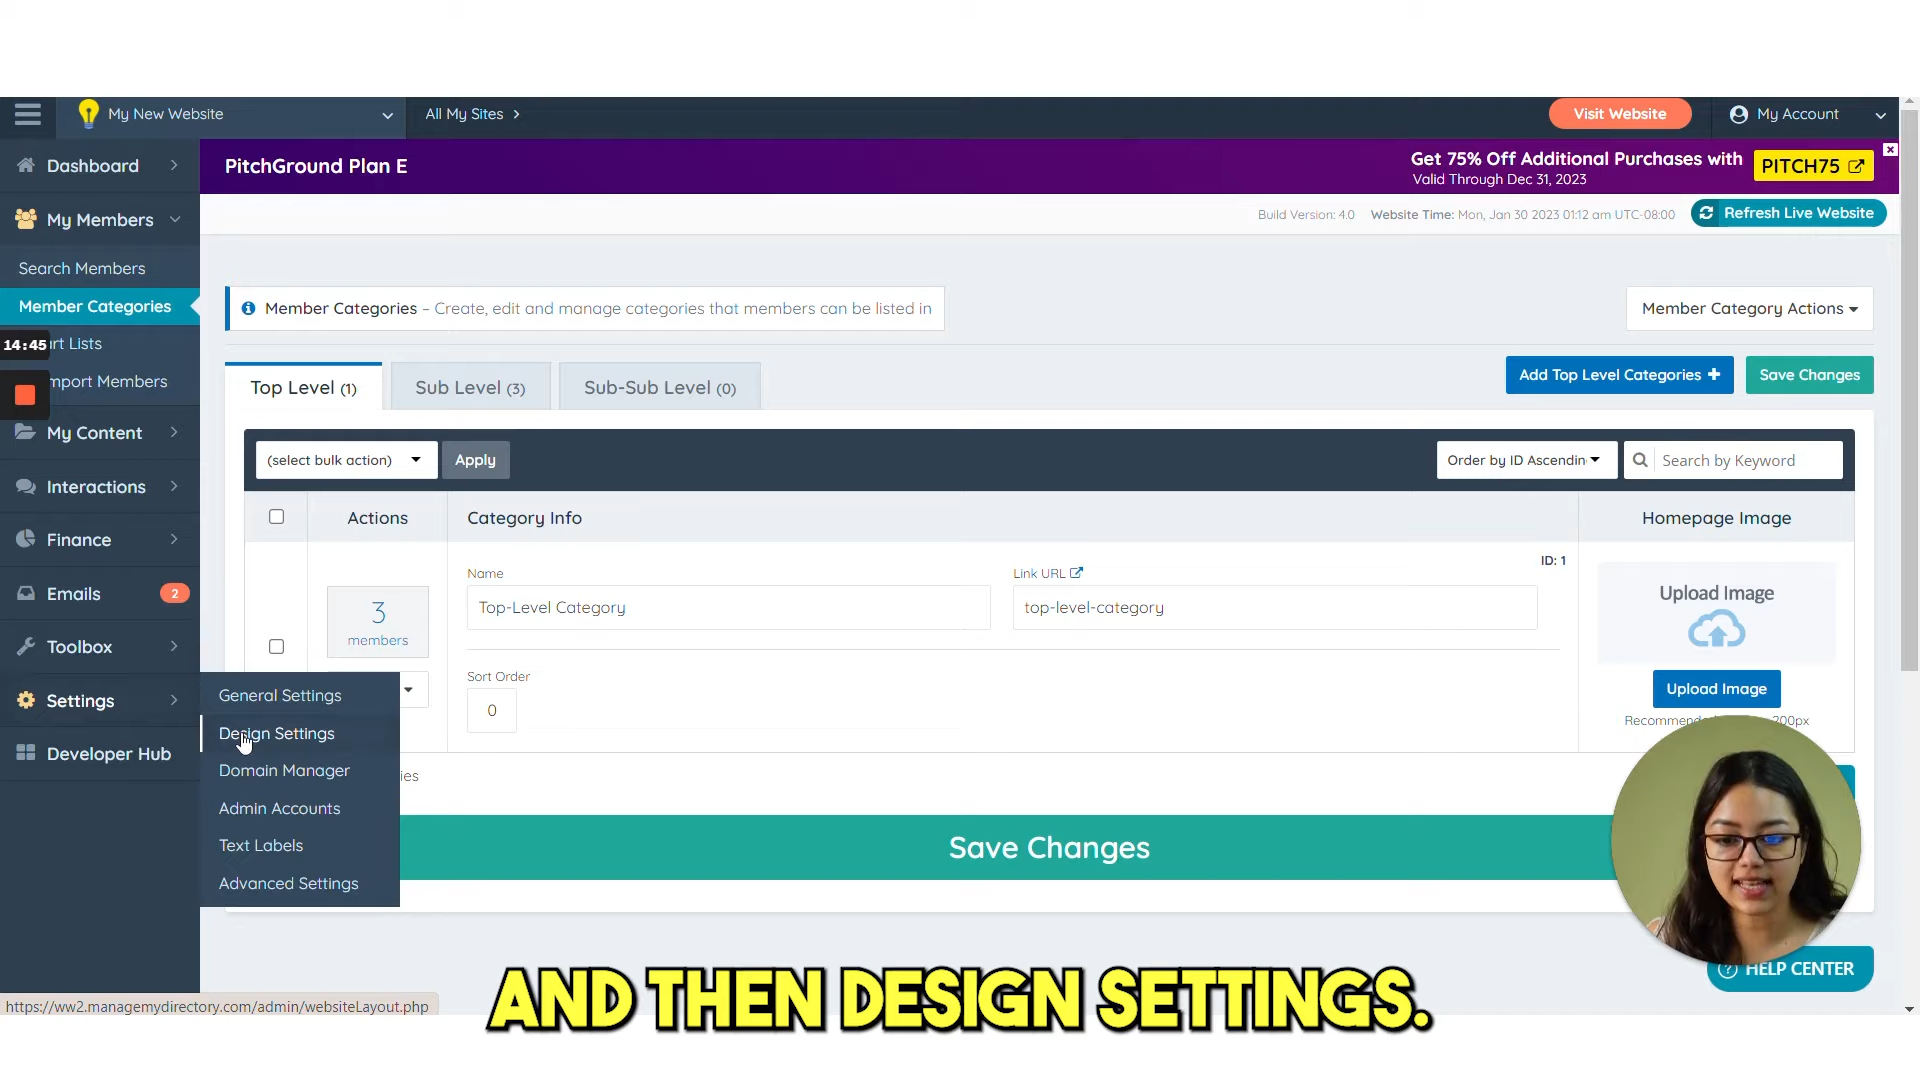 My New Website
All My Sites
Visit Website
My Account
Dashboard
PitchGround Plan E
Get 75% Off Additional Purchases with
Valid Through Dec 31, 2023
PITCH75
My Members
Build Version: 4.0
Website Time: Mon, Jan 30 2023 01:12 am UTC-08:00
Refresh Live Website
Search Members
Member Categories
Member Categories – Create, edit and manage categories that members can be listed in
Member Category Actions
14:45
rt Lists
mport Members
Top Level (1)
Sub Level (3)
Sub-Sub Level (0)
Add Top Level Categories +
Save Changes
My Content
(select bulk action)
Apply
Order by ID Ascendin
Search by Keyword
Interactions
Actions
Category Info
Homepage Image
Finance
Name
Link URL
ID: 1
Emails
2
3
members
Top-Level Category
top-level-category
Upload Image
Toolbox
Sort Order
0
Upload Image
Recommende
200px
Settings
General Settings
Design Settings
Domain Manager
Admin Accounts
Text Labels
Advanced Settings
Developer Hub
ies
Save Changes
HELP CENTER
https://ww2.managemydirectory.com/admin/websiteLayout.php
AND THEN DESIGN SETTINGS.